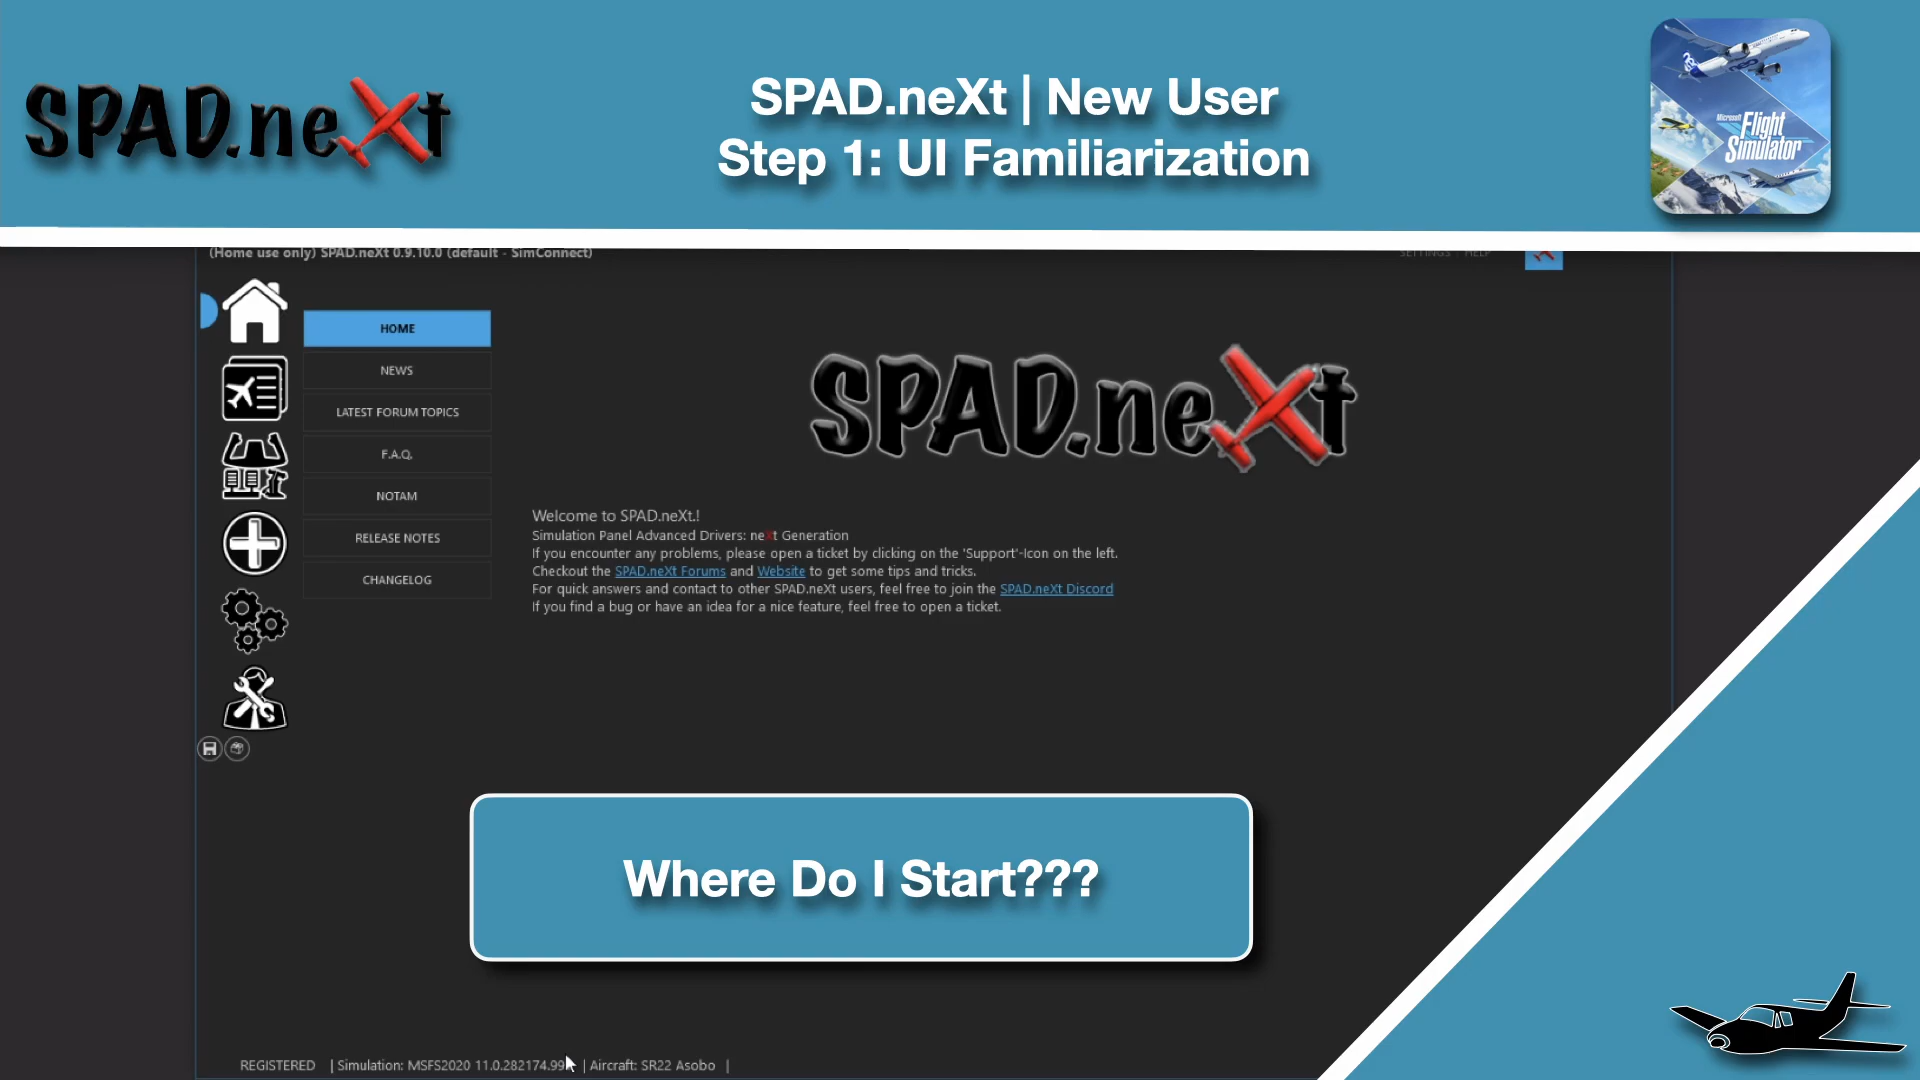 SPAD.neXt
SPAD.neXt | New User
Step 1: UI Familiarization
Microsoft
Flight
Simulator
(Home use only) SPAD.neXt 0.9.10.0 (default - SimConnect)
SETTINGS HELP
HOME
NEWS
LATEST FORUM TOPICS
F.A.Q.
NOTAM
RELEASE NOTES
CHANGELOG
SPAD.neXt
Welcome to SPAD.neXt.!
Simulation Panel Advanced Drivers: neXt Generation
If you encounter any problems, please open a ticket by clicking on the 'Support'-Icon on the left.
Checkout the SPAD.neXt Forums and Website to get some tips and tricks.
For quick answers and contact to other SPAD.neXt users, feel free to join the SPAD.neXt Discord
If you find a bug or have an idea for a nice feature, feel free to open a ticket.
Where Do I Start???
REGISTERED | Simulation: MSFS2020 | Aircraft: SR22 Asobo |